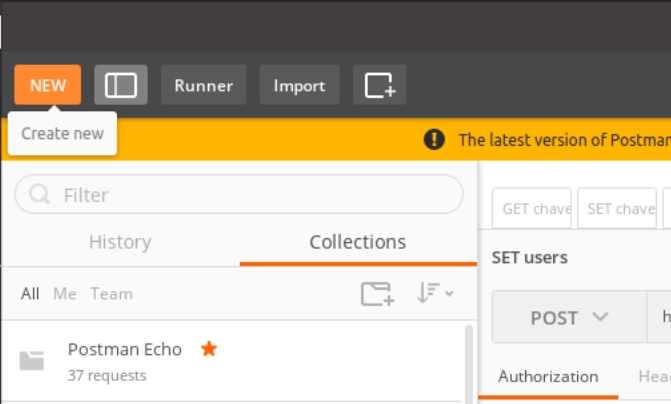 NEW
Runner
Import
Create new
The latest version of Postman
Filter
GET chave
SET chave
History
Collections
SET users
All
Me
Team
POST
Postman Echo
37 requests
Authorization